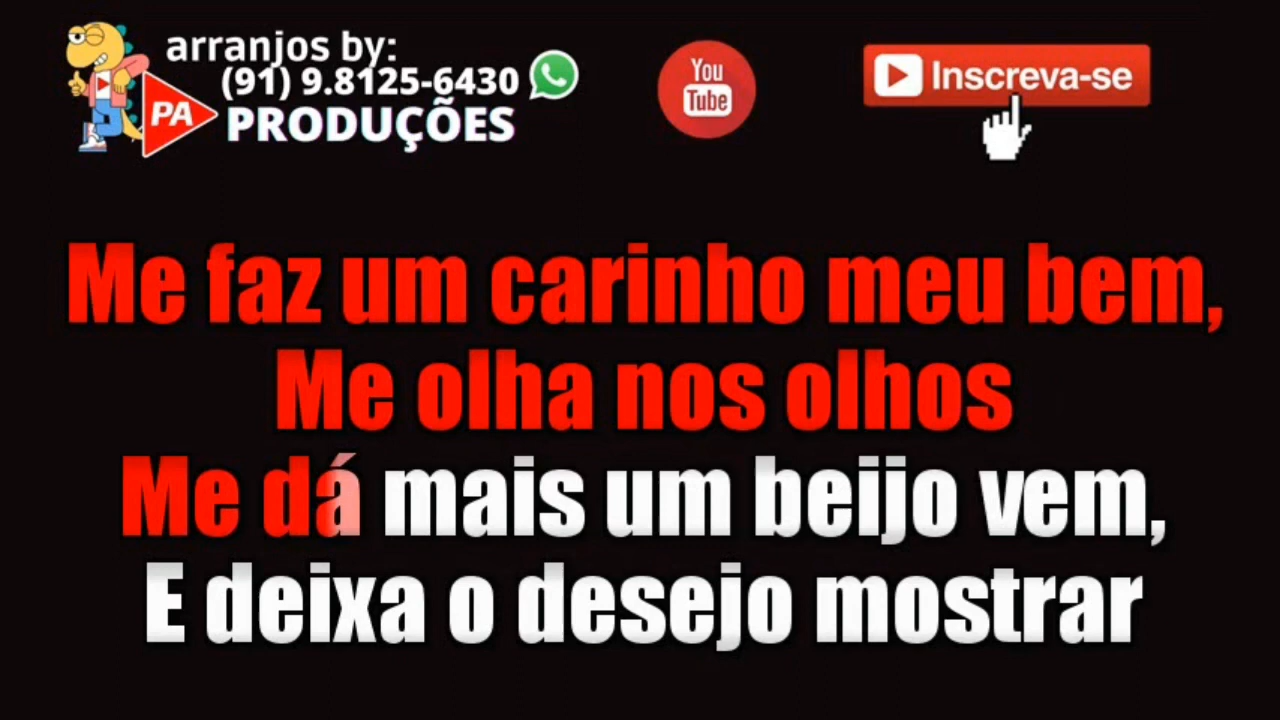 arranjos by:
(91) 9.8125-6430
PA PRODUÇÕES
You
Tube
Inscreva-se
Me faz um carinho meu bem,
Me olha nos olhos
Me dá mais um beijo vem,
E deixa o desejo mostrar